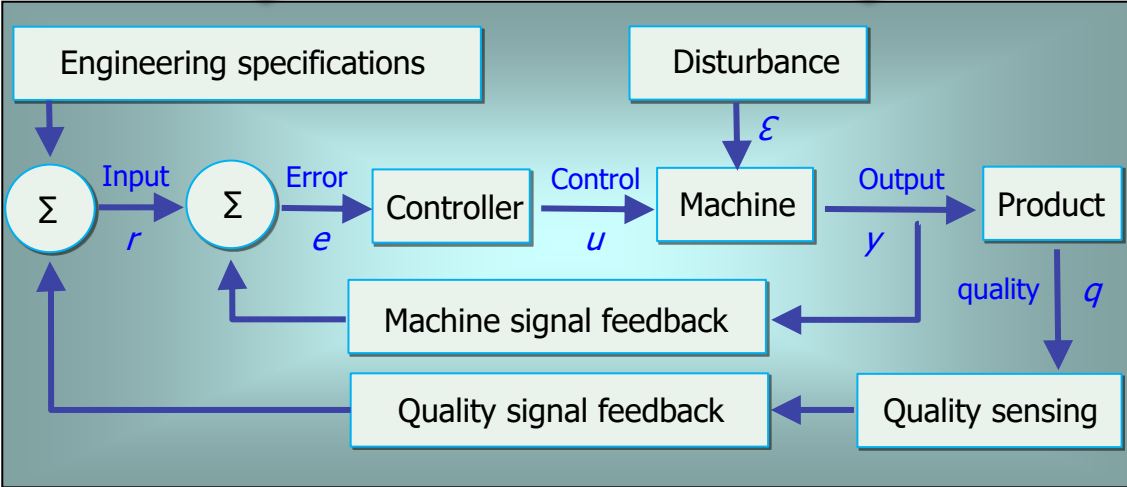 Engineering specifications
Disturbance
ε
Input
Error
Control
Output
Σ
Σ
Controller
Machine
Product
r
e
u
y
quality
q
Machine signal feedback
Quality signal feedback
Quality sensing